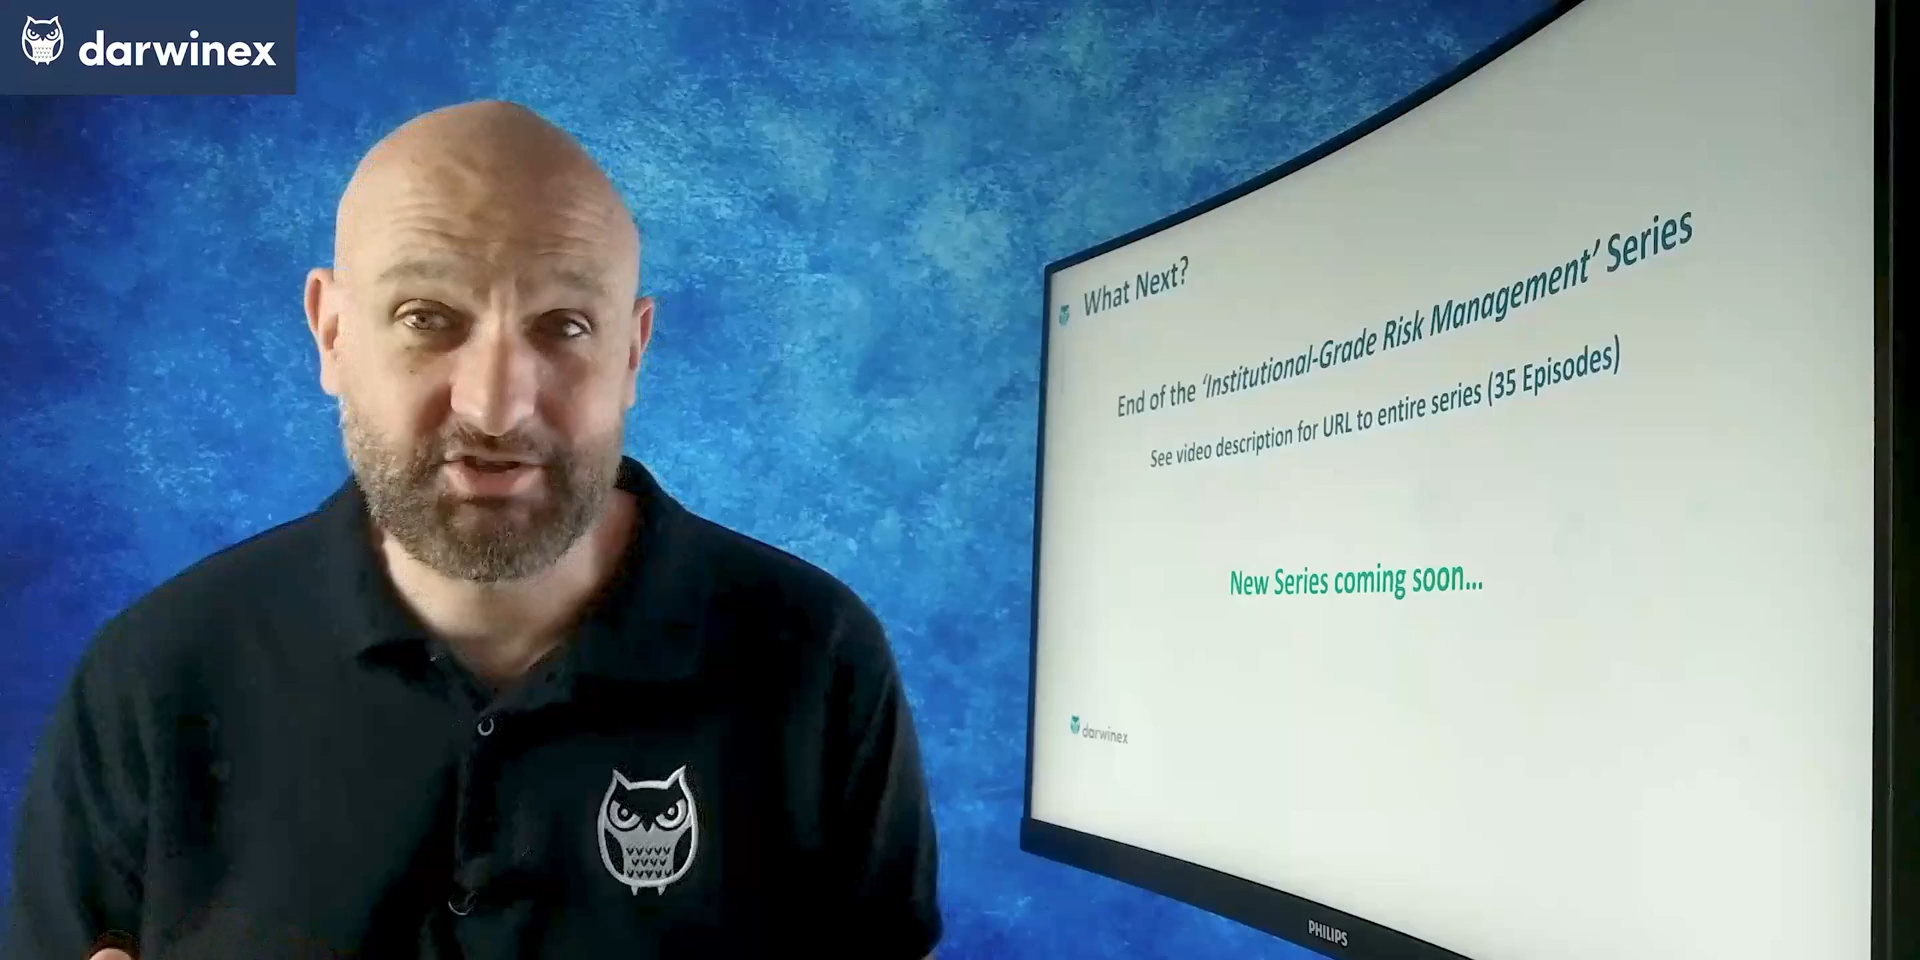 darwinex
What Next?
End of the ‘Institutional-Grade Risk Management’ Series
See video description for URL to entire series (35 Episodes)
New Series coming soon...
darwinex
PHILIPS